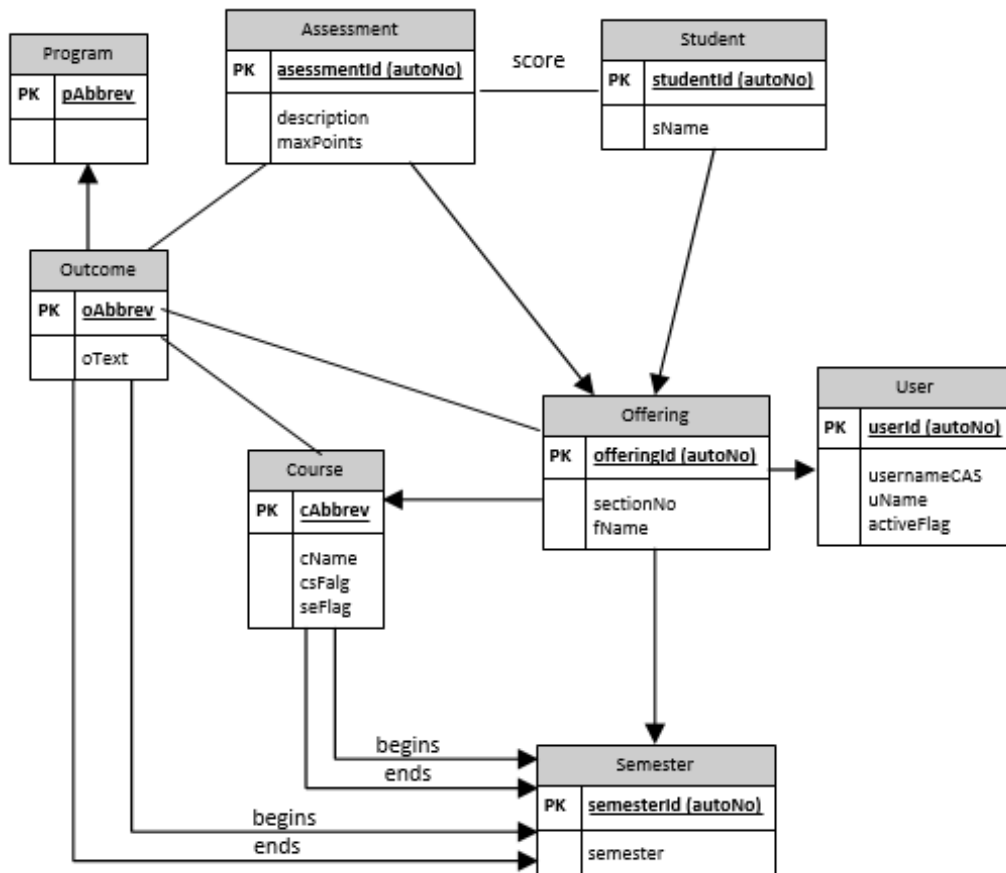 Program
PK pAbbrev
Assessment
PK asessmentId (autoNo)
description
maxPoints
score
Student
PK studentId (autoNo)
sName
Outcome
PK oAbbrev
oText
Course
PK cAbbrev
cName
csFalg
seFlag
Offering
PK offeringId (autoNo)
sectionNo
fName
User
PK userId (autoNo)
usernameCAS
uName
activeFlag
begins
ends
begins
ends
Semester
PK semesterId (autoNo)
semester